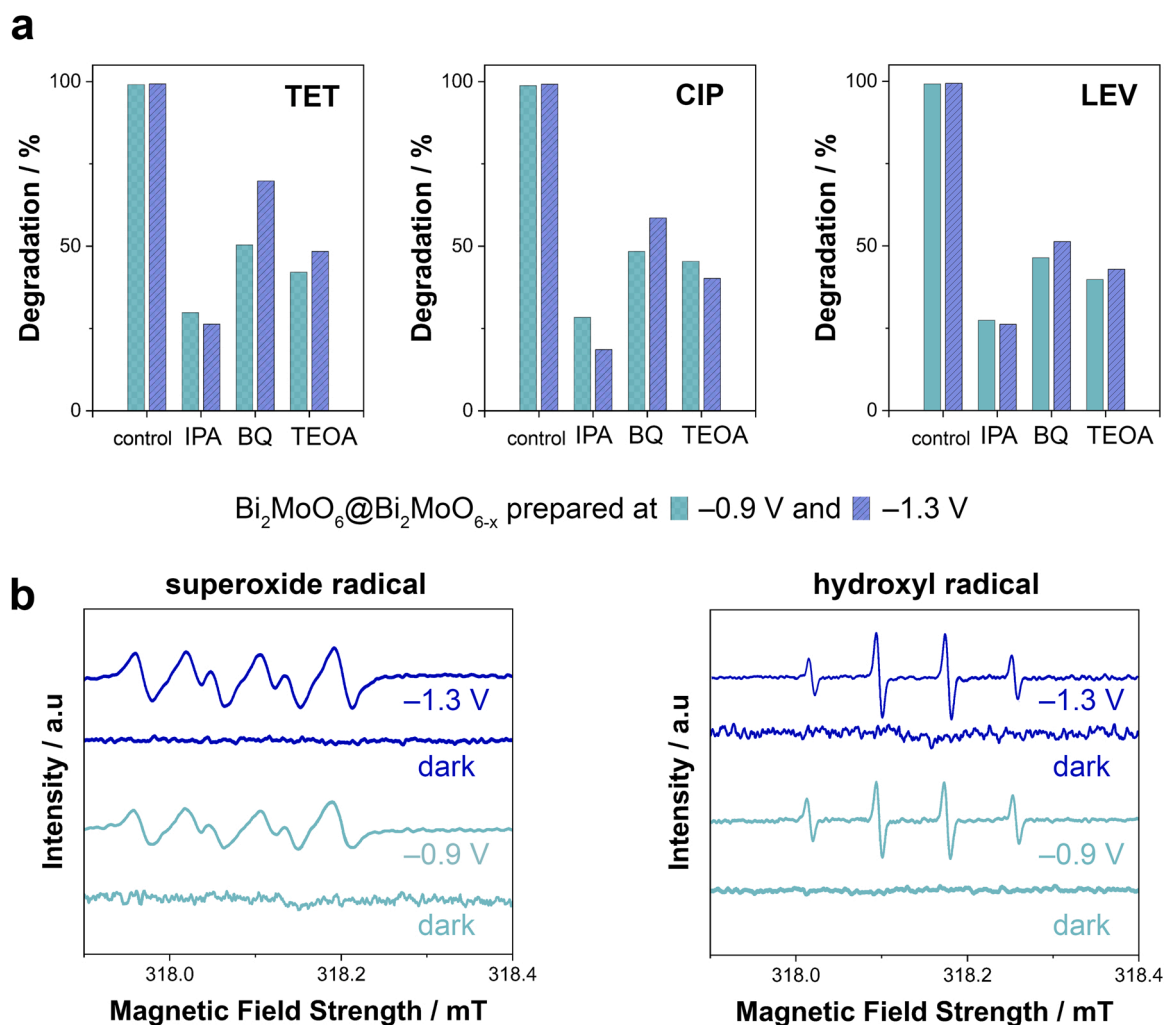 a
TET
CIP
LEV
Degradation / %
100
50
0
control IPA BQ TEOA
Degradation / %
100
50
0
control IPA BQ TEOA
Degradation / %
100
50
0
control IPA BQ TEOA
Bi₂MoO₆@Bi₂MoO₆₋ₓ prepared at –0.9 V and –1.3 V
b
superoxide radical
Intensity / a.u
–1.3 V
dark
–0.9 V
dark
318.0 318.2 318.4
Magnetic Field Strength / mT
hydroxyl radical
Intensity / a.u
–1.3 V
dark
–0.9 V
dark
318.0 318.2 318.4
Magnetic Field Strength / mT